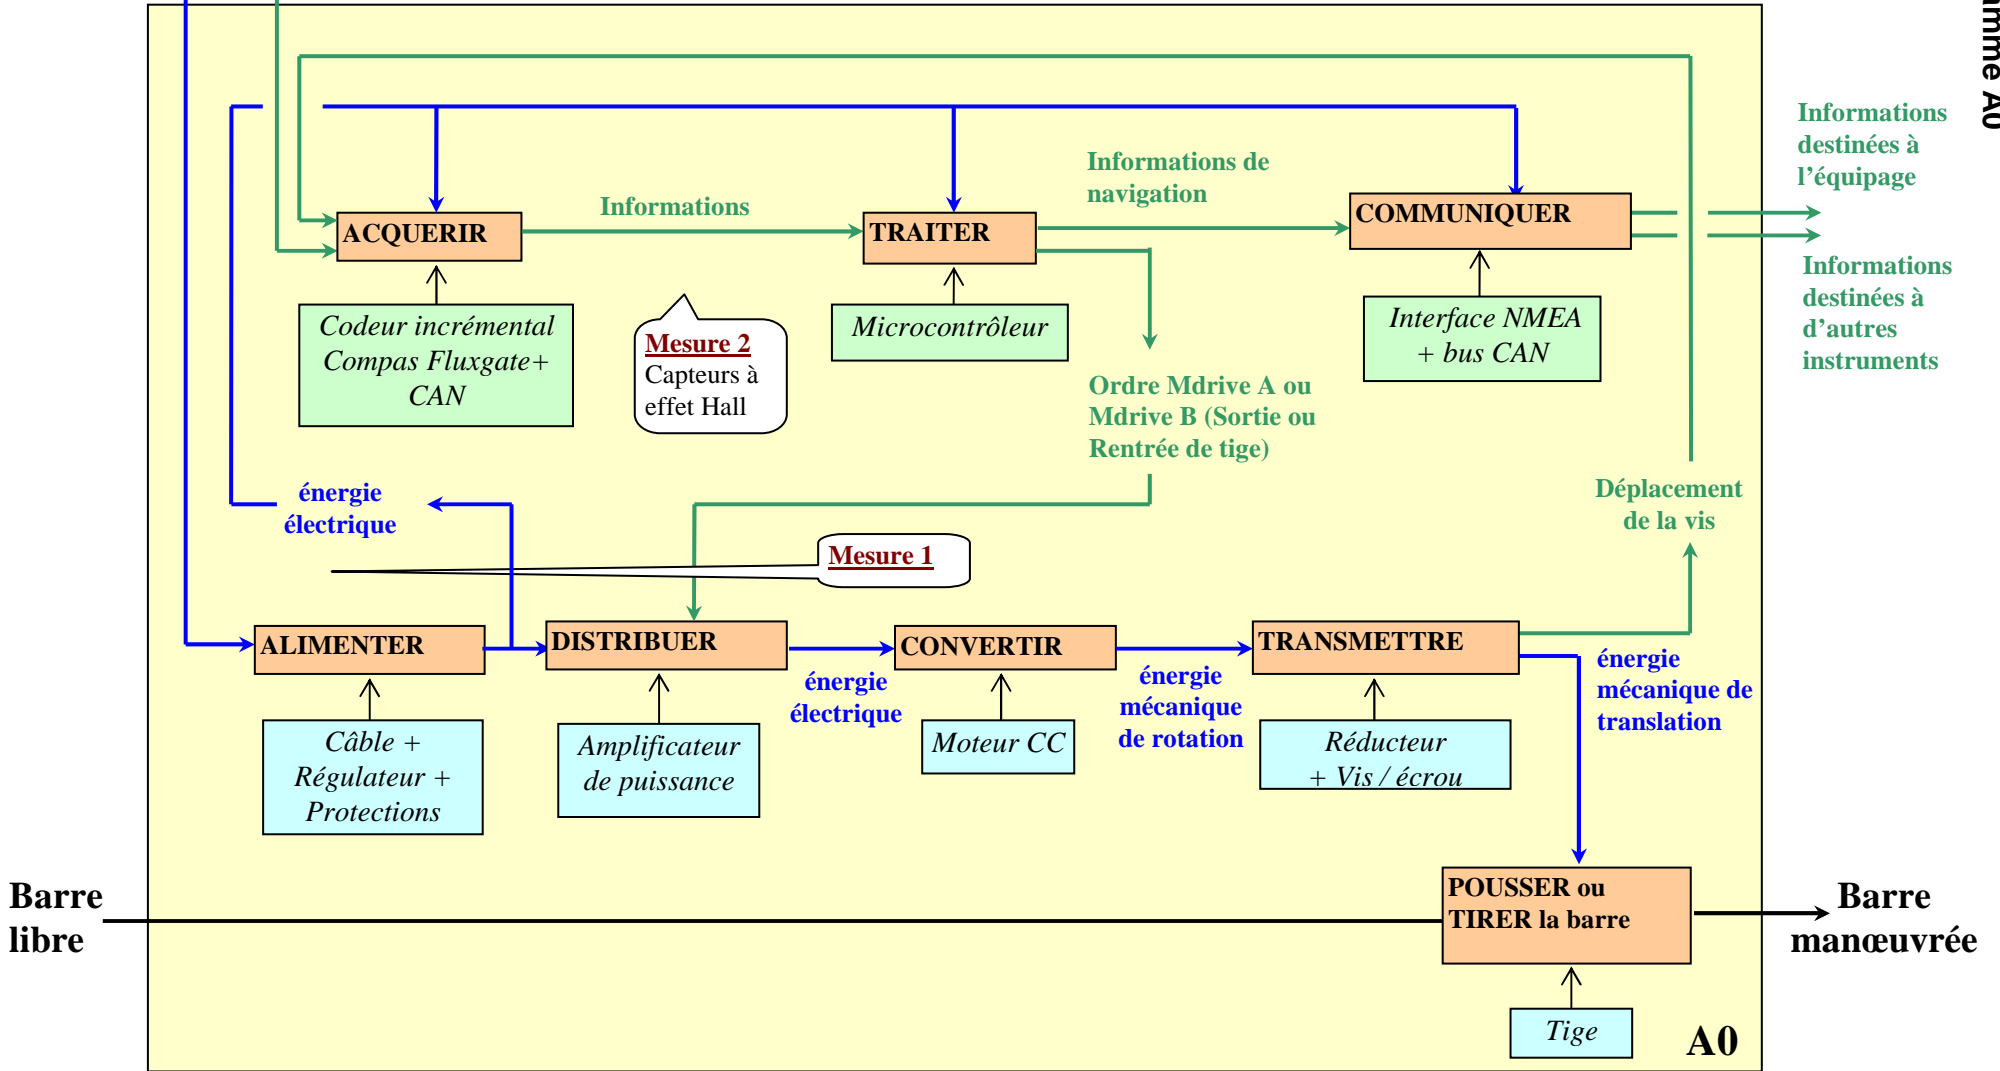 amme A0
Informations
destinées à
l'équipage
Informations de
navigation
Informations
ACQUERIR
TRAITER
COMMUNIQUER
Informations
destinées à
d'autres
instruments
Codeur incrémental
Compas Fluxgate+
CAN
Mesure 2
Capteurs à
effet Hall
Microcontrôleur
Interface NMEA
+ bus CAN
Ordre Mdrive A ou
Mdrive B (Sortie ou
Rentrée de tige)
énergie
électrique
Déplacement
de la vis
Mesure 1
ALIMENTER
DISTRIBUER
CONVERTIR
TRANSMETTRE
énergie
électrique
énergie
mécanique
de rotation
énergie
mécanique de
translation
Câble +
Régulateur +
Protections
Amplificateur
de puissance
Moteur CC
Réducteur
+ Vis / écrou
Barre
libre
POUSSER ou
TIRER la barre
Barre
manœuvrée
Tige
A0